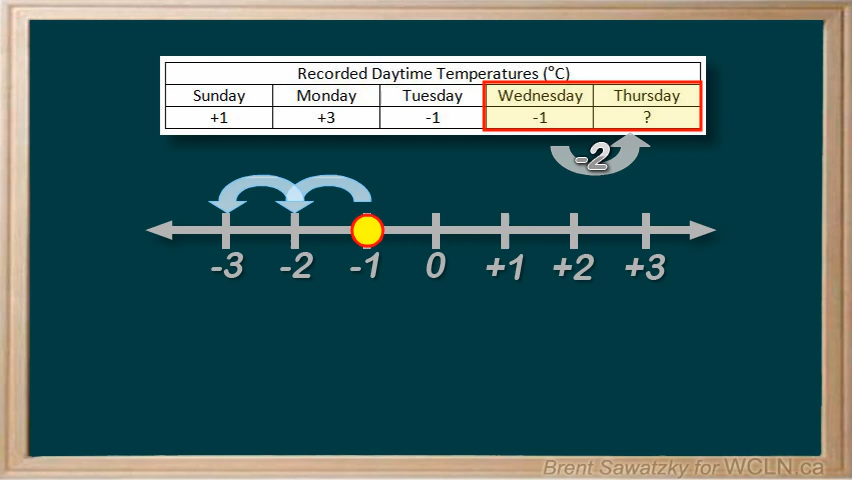 Recorded Daytime Temperatures (°C)
Sunday Monday Tuesday Wednesday Thursday
+1 +3 -1 -1 ?
-2
-3 -2 -1 0 +1 +2 +3
Brent Sawatzky for WCLN.ca